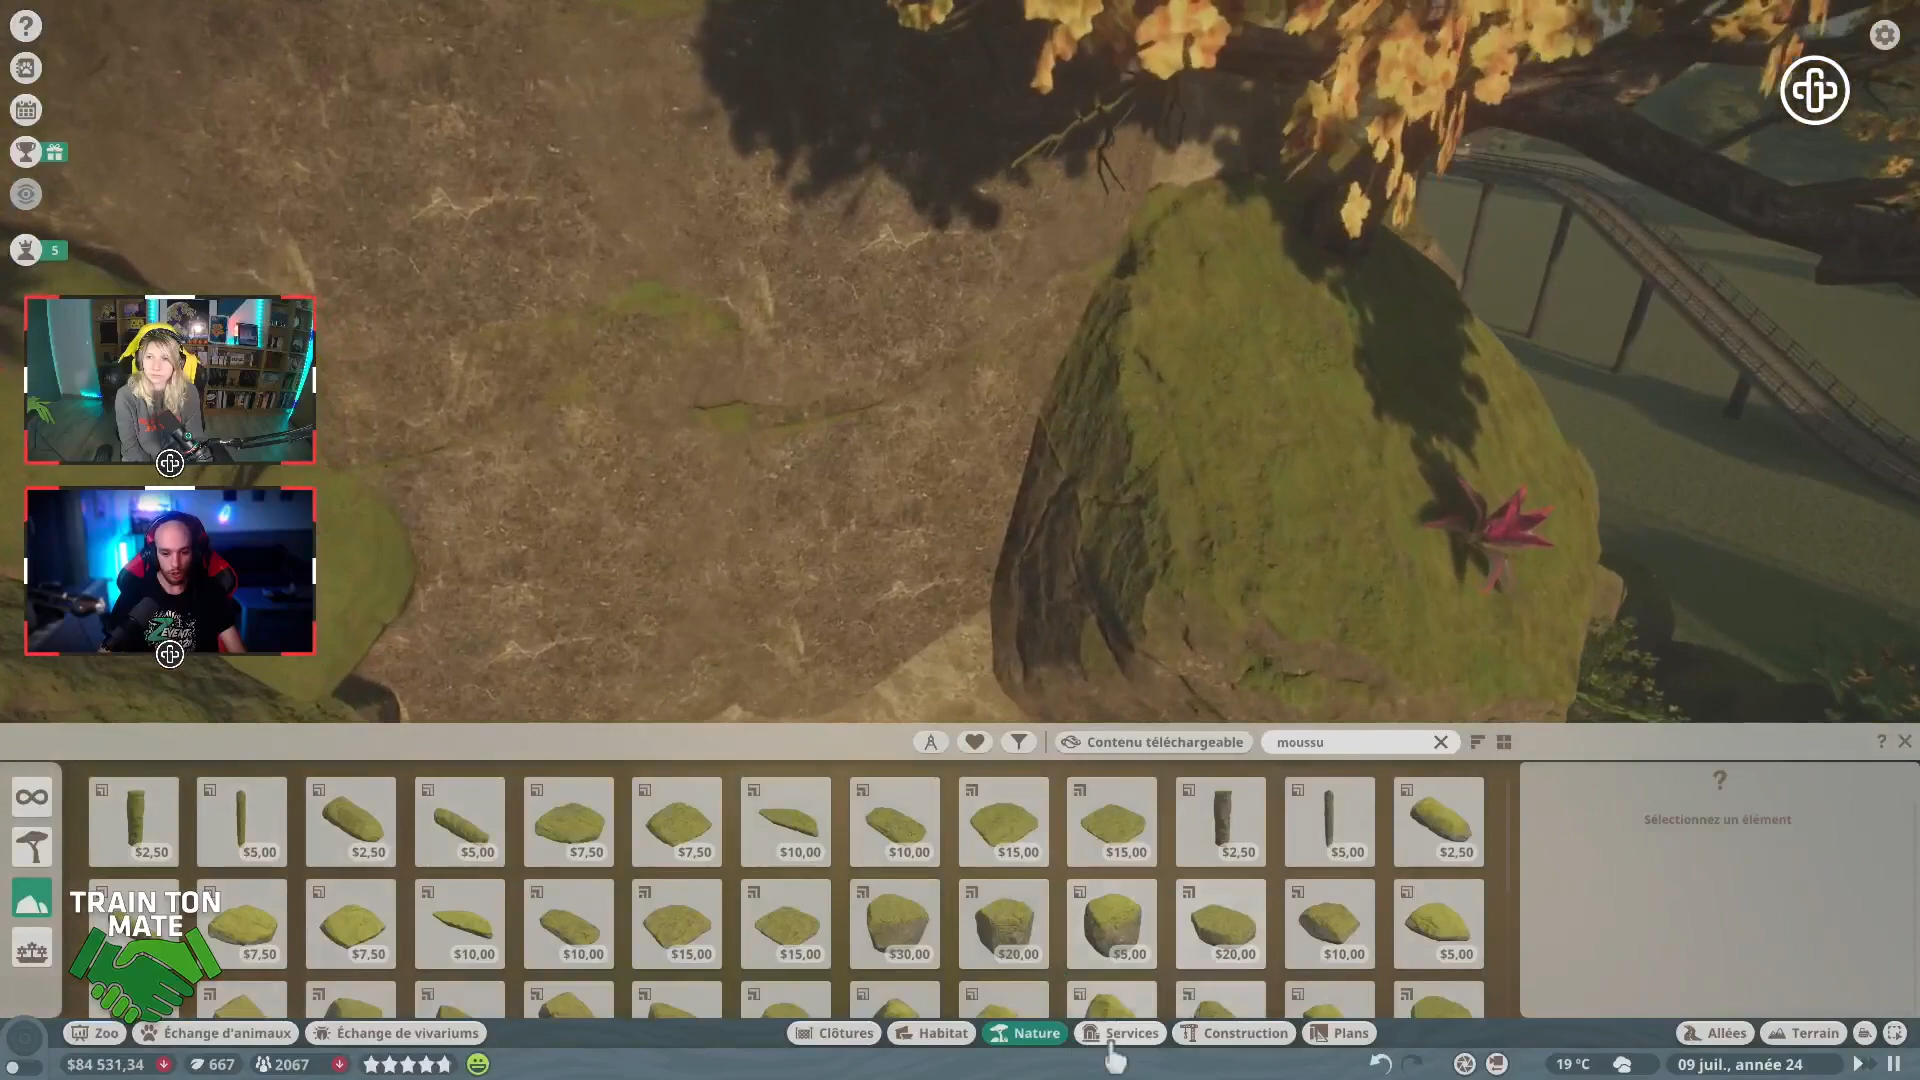 ?
5
ZEVENT
Contenu téléchargeable
moussu
?
$2,50
$5,00
$2,50
$5,00
$7,50
$7,50
$10,00
$10,00
$15,00
$15,00
$2,50
$5,00
$2,50
?
Sélectionnez un élément
TRAIN TON
MATE
$7,50
$7,50
$10,00
$10,00
$15,00
$15,00
$30,00
$20,00
$5,00
$20,00
$10,00
$5,00
Zoo
Échange d'animaux
Échange de vivariums
Clôtures
Habitat
Nature
Services
Construction
Plans
Allées
Terrain
$84 531,34
667
2067
19 °C
09 juil., année 24